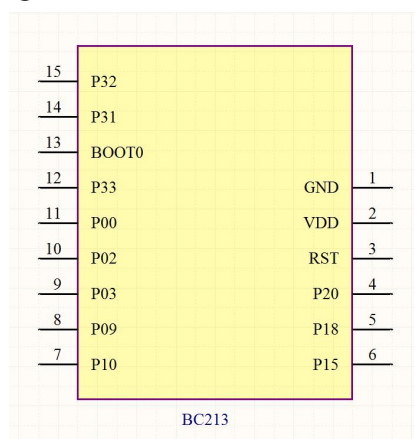 15 P32
14 P31
13 BOOT0
12 P33 GND 1
11 P00 VDD 2
10 P02 RST 3
9 P03 P20 4
8 P09 P18 5
7 P10 P15 6
BC213